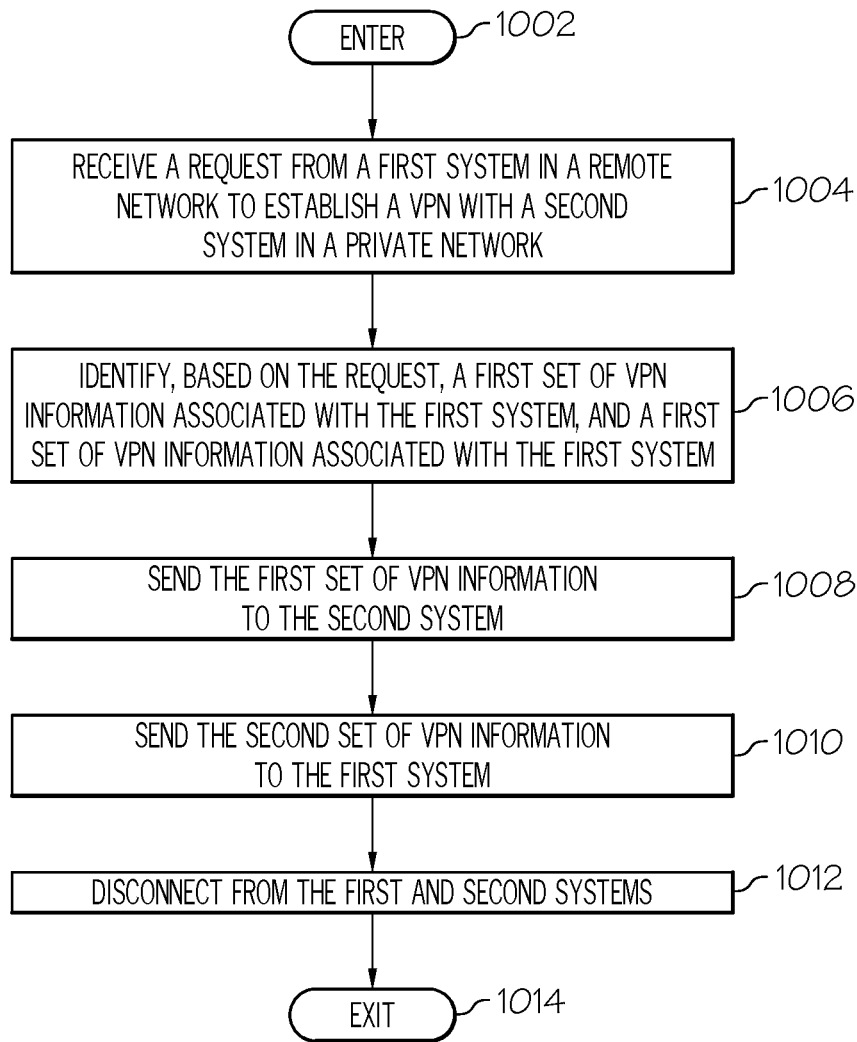 ENTER
1002
RECEIVE A REQUEST FROM A FIRST SYSTEM IN A REMOTE
NETWORK TO ESTABLISH A VPN WITH A SECOND
SYSTEM IN A PRIVATE NETWORK
1004
IDENTIFY, BASED ON THE REQUEST, A FIRST SET OF VPN
INFORMATION ASSOCIATED WITH THE FIRST SYSTEM, AND A FIRST
SET OF VPN INFORMATION ASSOCIATED WITH THE FIRST SYSTEM
1006
SEND THE FIRST SET OF VPN INFORMATION
TO THE SECOND SYSTEM
1008
SEND THE SECOND SET OF VPN INFORMATION
TO THE FIRST SYSTEM
1010
DISCONNECT FROM THE FIRST AND SECOND SYSTEMS
1012
EXIT
1014